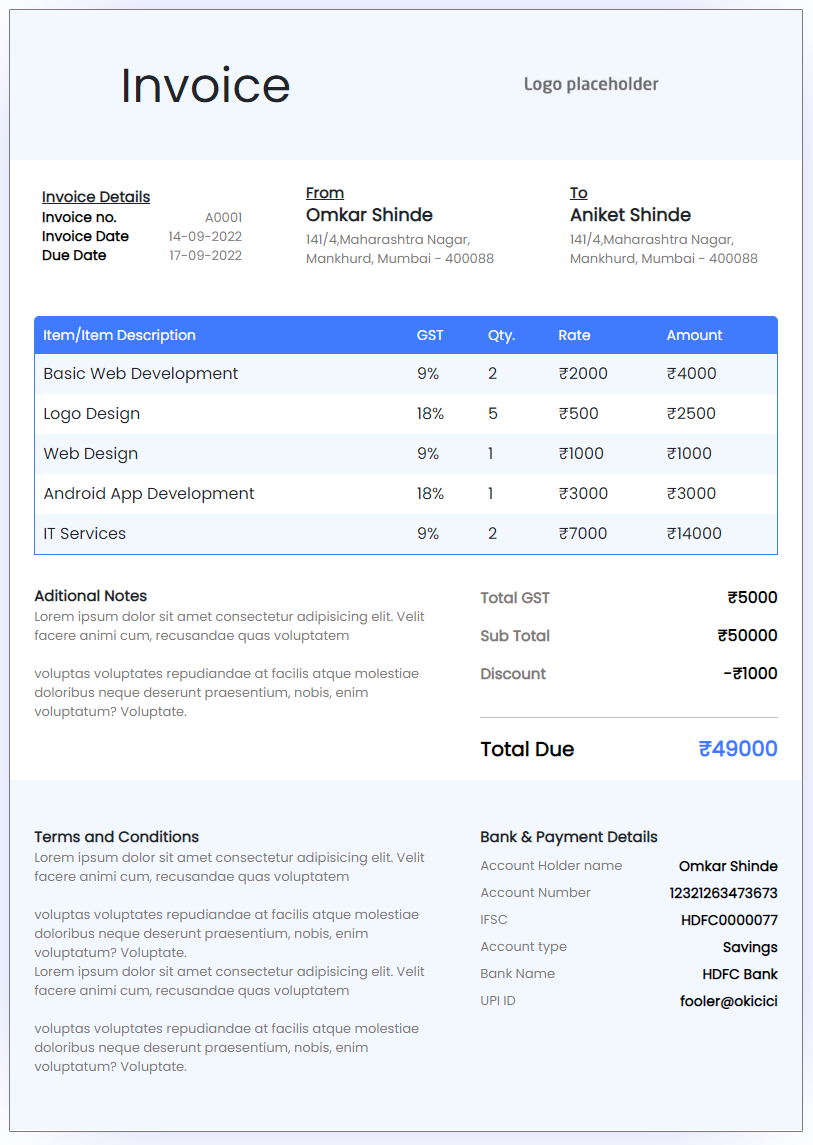 Invoice
Logo placeholder
Invoice Details
Invoice no. A0001
Invoice Date 14-09-2022
Due Date 17-09-2022
From
Omkar Shinde
141/4,Maharashtra Nagar,
Mankhurd, Mumbai - 400088
To
Aniket Shinde
141/4,Maharashtra Nagar,
Mankhurd, Mumbai - 400088
Item/Item Description GST Qty. Rate Amount
Basic Web Development 9% 2 ₹2000 ₹4000
Logo Design 18% 5 ₹500 ₹2500
Web Design 9% 1 ₹1000 ₹1000
Android App Development 18% 1 ₹3000 ₹3000
IT Services 9% 2 ₹7000 ₹14000
Aditional Notes
Lorem ipsum dolor sit amet consectetur adipisicing elit. Velit
facere animi cum, recusandae quas voluptatem
voluptas voluptates repudiandae at facilis atque molestiae
doloribus neque deserunt praesentium, nobis, enim
voluptatum? Voluptate.
Total GST ₹5000
Sub Total ₹50000
Discount -₹1000
Total Due ₹49000
Terms and Conditions
Lorem ipsum dolor sit amet consectetur adipisicing elit. Velit
facere animi cum, recusandae quas voluptatem
voluptas voluptates repudiandae at facilis atque molestiae
doloribus neque deserunt praesentium, nobis, enim
voluptatum? Voluptate.
Lorem ipsum dolor sit amet consectetur adipisicing elit. Velit
facere animi cum, recusandae quas voluptatem
voluptas voluptates repudiandae at facilis atque molestiae
doloribus neque deserunt praesentium, nobis, enim
voluptatum? Voluptate.
Bank & Payment Details
Account Holder name Omkar Shinde
Account Number 12321263473673
IFSC HDFC0000077
Account type Savings
Bank Name HDFC Bank
UPI ID fooler@okicici